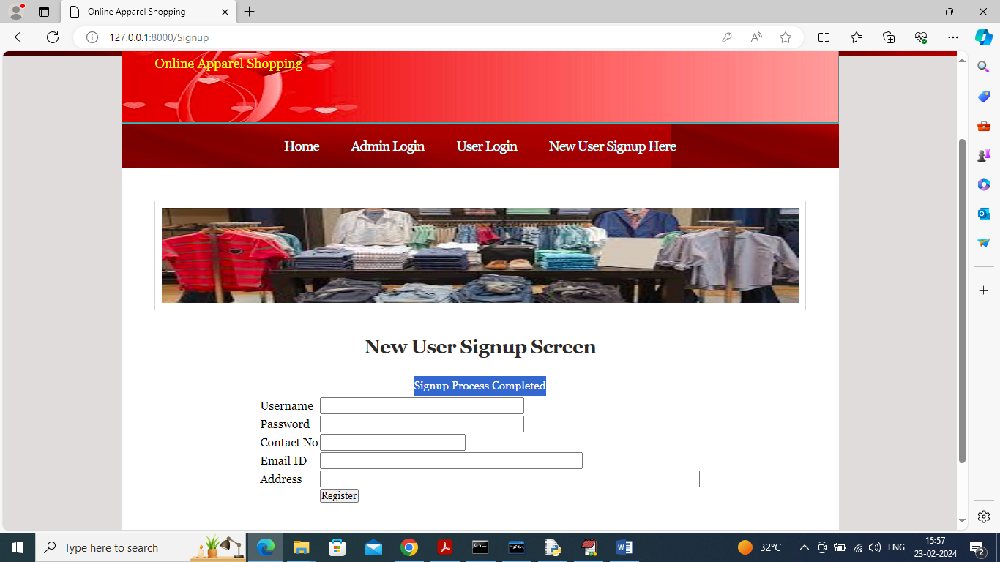 Online Apparel Shopping
127.0.0.1:8000/Signup
Online Apparel Shopping
Home Admin Login User Login New User Signup Here
New User Signup Screen
Signup Process Completed
Username
Password
Contact No
Email ID
Address
Register
Type here to search
32°C
ENG
15:57
23-02-2024
2